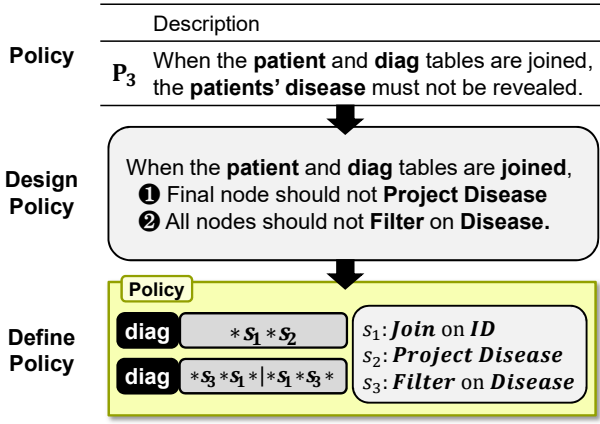 Description
Policy
P₃ When the patient and diag tables are joined,
the patients' disease must not be revealed.
Design
Policy
When the patient and diag tables are joined,
❶ Final node should not Project Disease
❷ All nodes should not Filter on Disease.
Policy
Define
Policy
diag *s₁*s₂
diag *s₃*s₁*|*s₁*s₃*
s₁: Join on ID
s₂: Project Disease
s₃: Filter on Disease